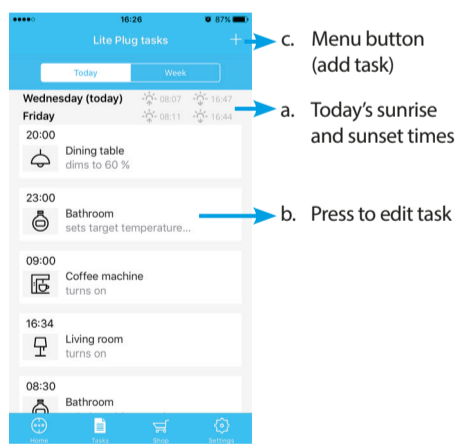 16:26
87%
Lite Plug tasks
+
c. Menu button
(add task)
Today
Week
Wednesday (today) 08:07 16:47
Friday 08:11 16:44
a. Today's sunrise
and sunset times
20:00
Dining table
dims to 60 %
23:00
Bathroom
sets target temperature...
b. Press to edit task
09:00
Coffee machine
turns on
16:34
Living room
turns on
08:30
Bathroom
Home Tasks Shop Settings